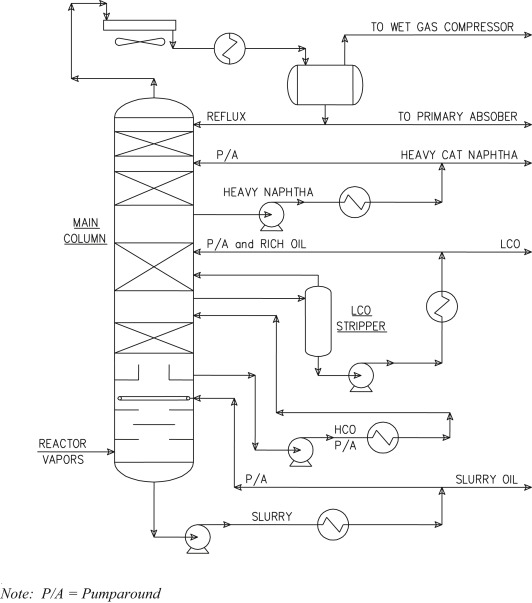 TO WET GAS COMPRESSOR
REFLUX
TO PRIMARY ABSOBER
P/A
HEAVY CAT NAPHTHA
HEAVY NAPHTHA
MAIN
COLUMN
P/A and RICH OIL
LCO
LCO
STRIPPER
HCO
P/A
REACTOR
VAPORS
P/A
SLURRY OIL
SLURRY
Note: P/A = Pumparound